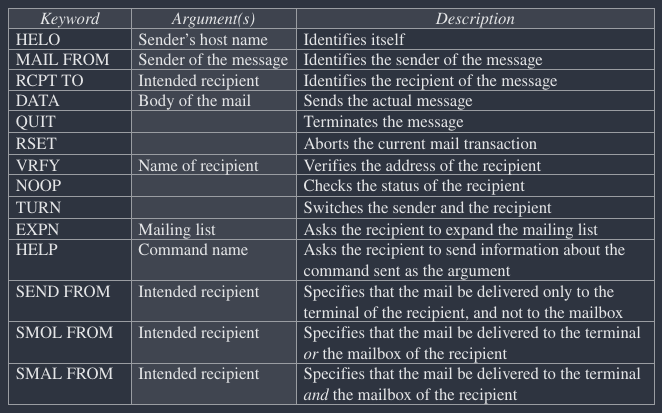 Keyword Argument(s) Description
HELO Sender's host name Identifies itself
MAIL FROM Sender of the message Identifies the sender of the message
RCPT TO Intended recipient Identifies the recipient of the message
DATA Body of the mail Sends the actual message
QUIT Terminates the message
RSET Aborts the current mail transaction
VRFY Name of recipient Verifies the address of the recipient
NOOP Checks the status of the recipient
TURN Switches the sender and the recipient
EXPN Mailing list Asks the recipient to expand the mailing list
HELP Command name Asks the recipient to send information about the
command sent as the argument
SEND FROM Intended recipient Specifies that the mail be delivered only to the
terminal of the recipient, and not to the mailbox
SMOL FROM Intended recipient Specifies that the mail be delivered to the terminal
or the mailbox of the recipient
SMAL FROM Intended recipient Specifies that the mail be delivered to the terminal
and the mailbox of the recipient